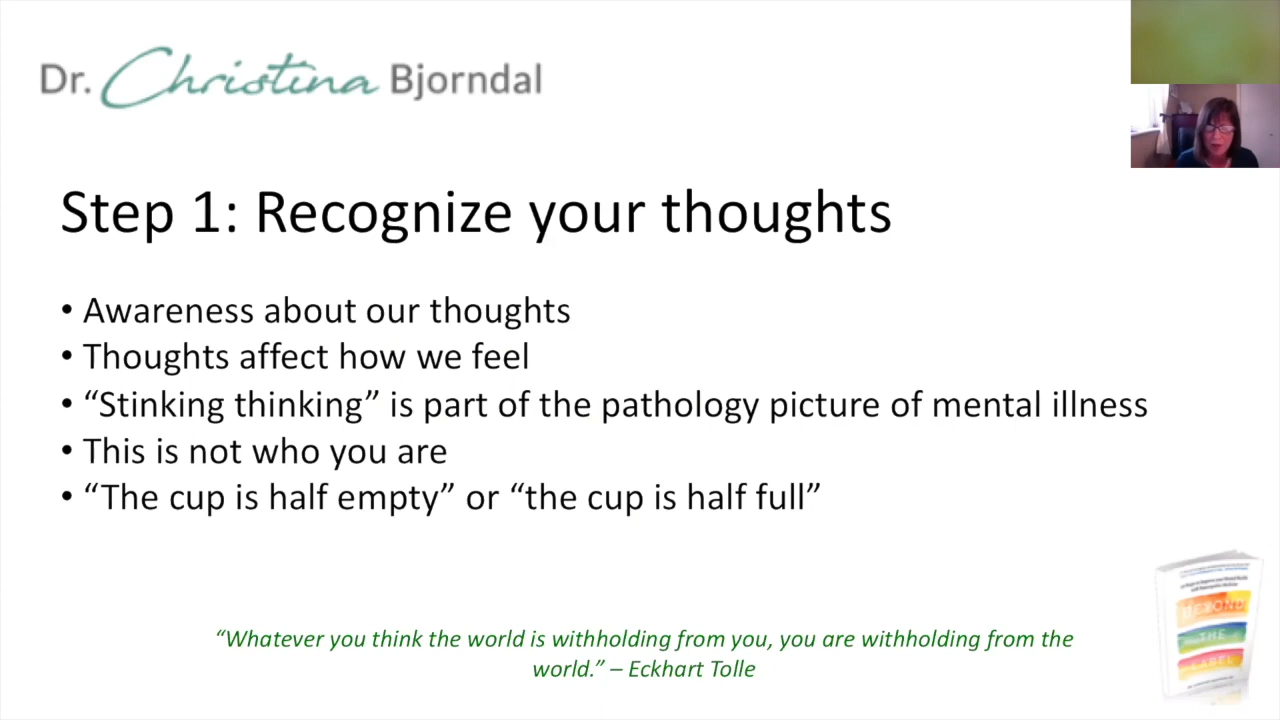 Dr. Christina Bjorndal
Step 1: Recognize your thoughts
• Awareness about our thoughts
• Thoughts affect how we feel
• “Stinking thinking” is part of the pathology picture of mental illness
• This is not who you are
• “The cup is half empty” or “the cup is half full”
“Whatever you think the world is withholding from you, you are withholding from the
world.” – Eckhart Tolle
BEYOND
THE
LABEL